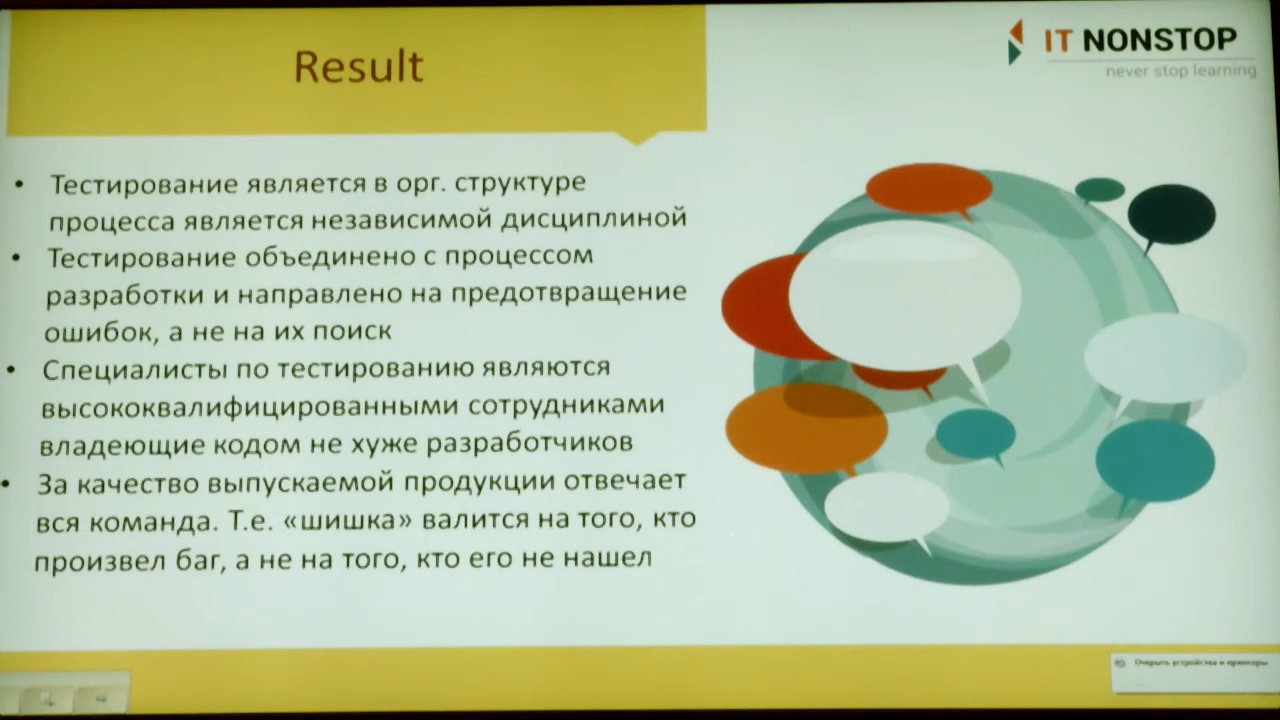 Result
IT NONSTOP
never stop learning
• Тестирование является в орг. структуре
процесса является независимой дисциплиной
• Тестирование объединено с процессом
разработки и направлено на предотвращение
ошибок, а не на их поиск
• Специалисты по тестированию являются
высококвалифицированными сотрудниками
владеющие кодом не хуже разработчиков
• За качество выпускаемой продукции отвечает
вся команда. Т.е. «шишка» валится на того, кто
произвел баг, а не на того, кто его не нашел
Открыть устройства и принтеры